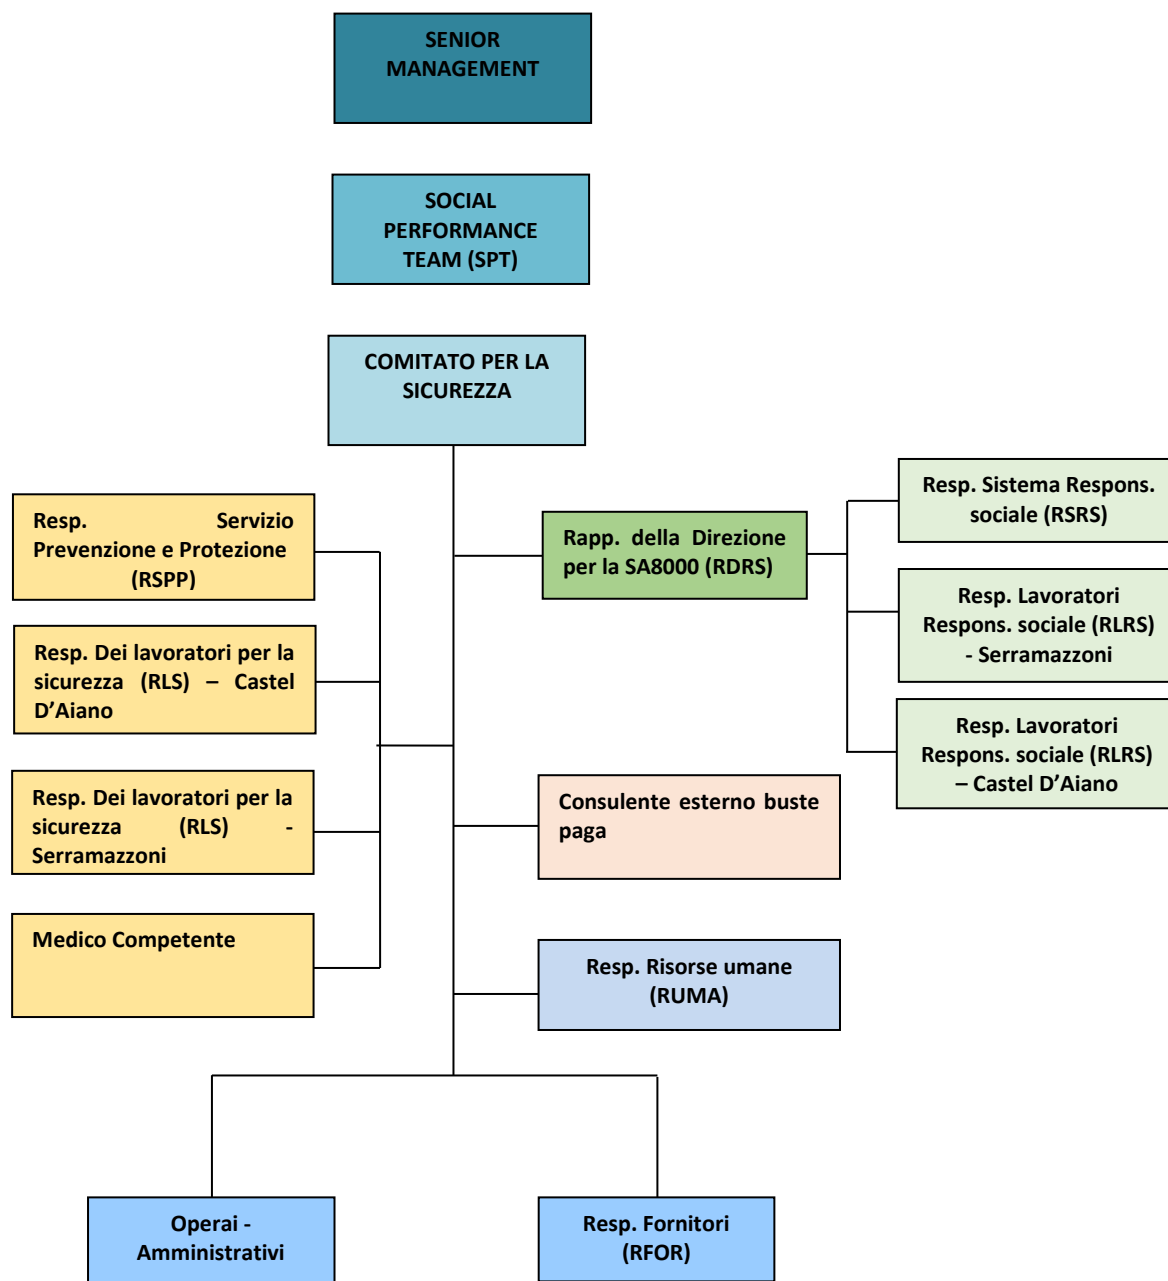 SENIOR
MANAGEMENT
SOCIAL
PERFORMANCE
TEAM (SPT)
COMITATO PER LA
SICUREZZA
Resp. Servizio
Prevenzione e Protezione
(RSPP)
Resp. Dei lavoratori per la
sicurezza (RLS) – Castel
D’Aiano
Resp. Dei lavoratori per la
sicurezza (RLS) -
Serramazzoni
Medico Competente
Rapp. della Direzione
per la SA8000 (RDRS)
Resp. Sistema Respons.
sociale (RSRS)
Resp. Lavoratori
Respons. sociale (RLRS)
- Serramazzoni
Resp. Lavoratori
Respons. sociale (RLRS)
– Castel D’Aiano
Consulente esterno buste
paga
Resp. Risorse umane
(RUMA)
Operai -
Amministrativi
Resp. Fornitori
(RFOR)